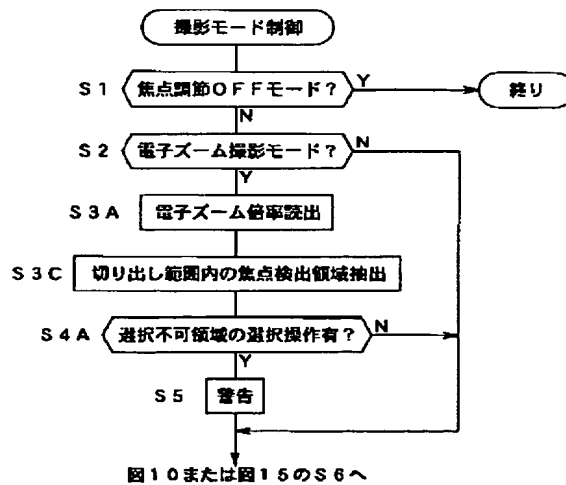 撮影モード制御
S1
焦点調節OFFモード?
Y
終り
N
S2
電子ズーム撮影モード?
N
Y
S3A
電子ズーム倍率読出
S3C
切り出し範囲内の焦点検出領域抽出
S4A
選択不可領域の選択操作有?
N
Y
S5
警告
図10または図15のS6へ